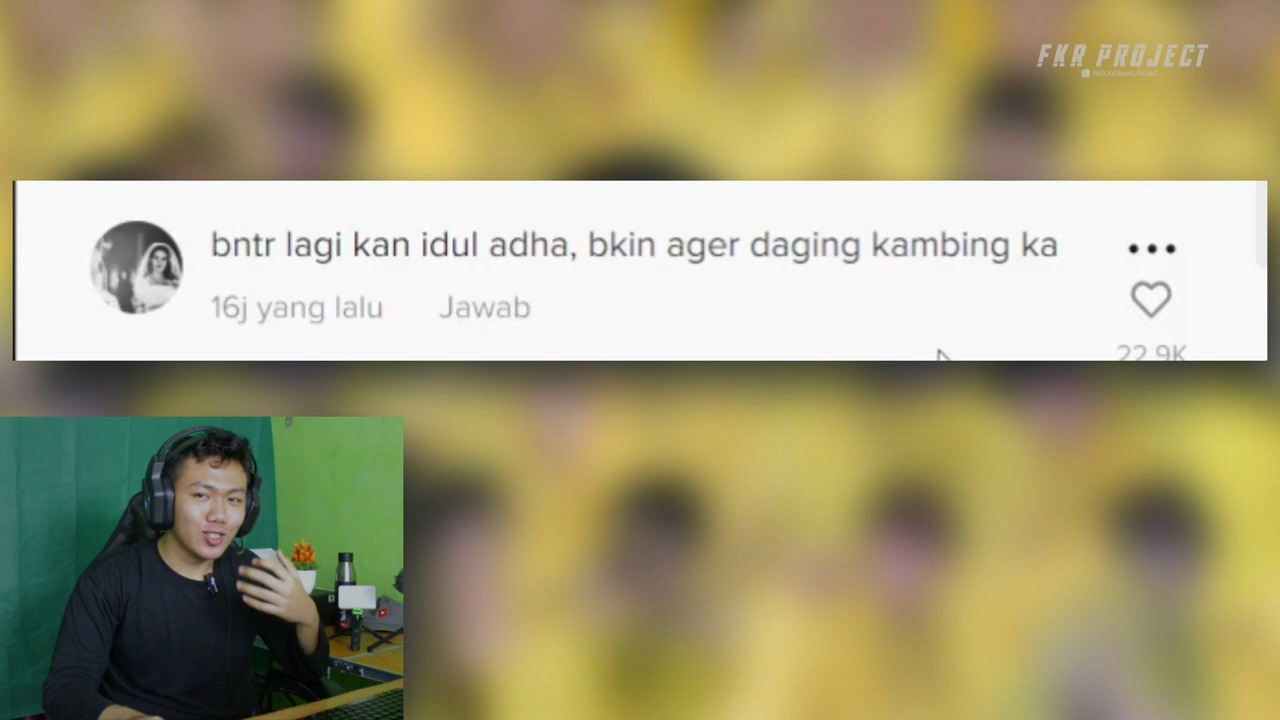 FKR PROJECT
bntr lagi kan idul adha, bkin ager daging kambing ka
16j yang lalu Jawab
22.9K